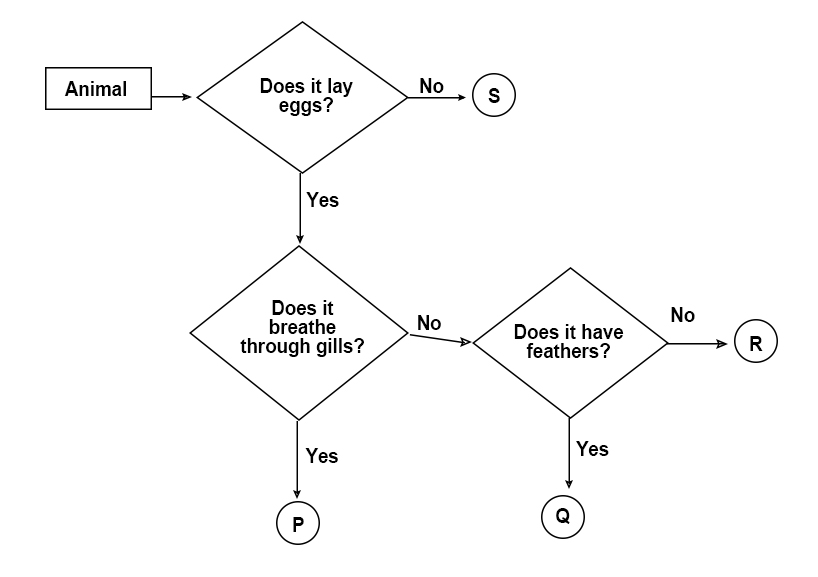 Animal
Does it lay
eggs?
No
S
Yes
Does it
breathe
through gills?
No
Does it have
feathers?
No
R
Yes
P
Yes
Q